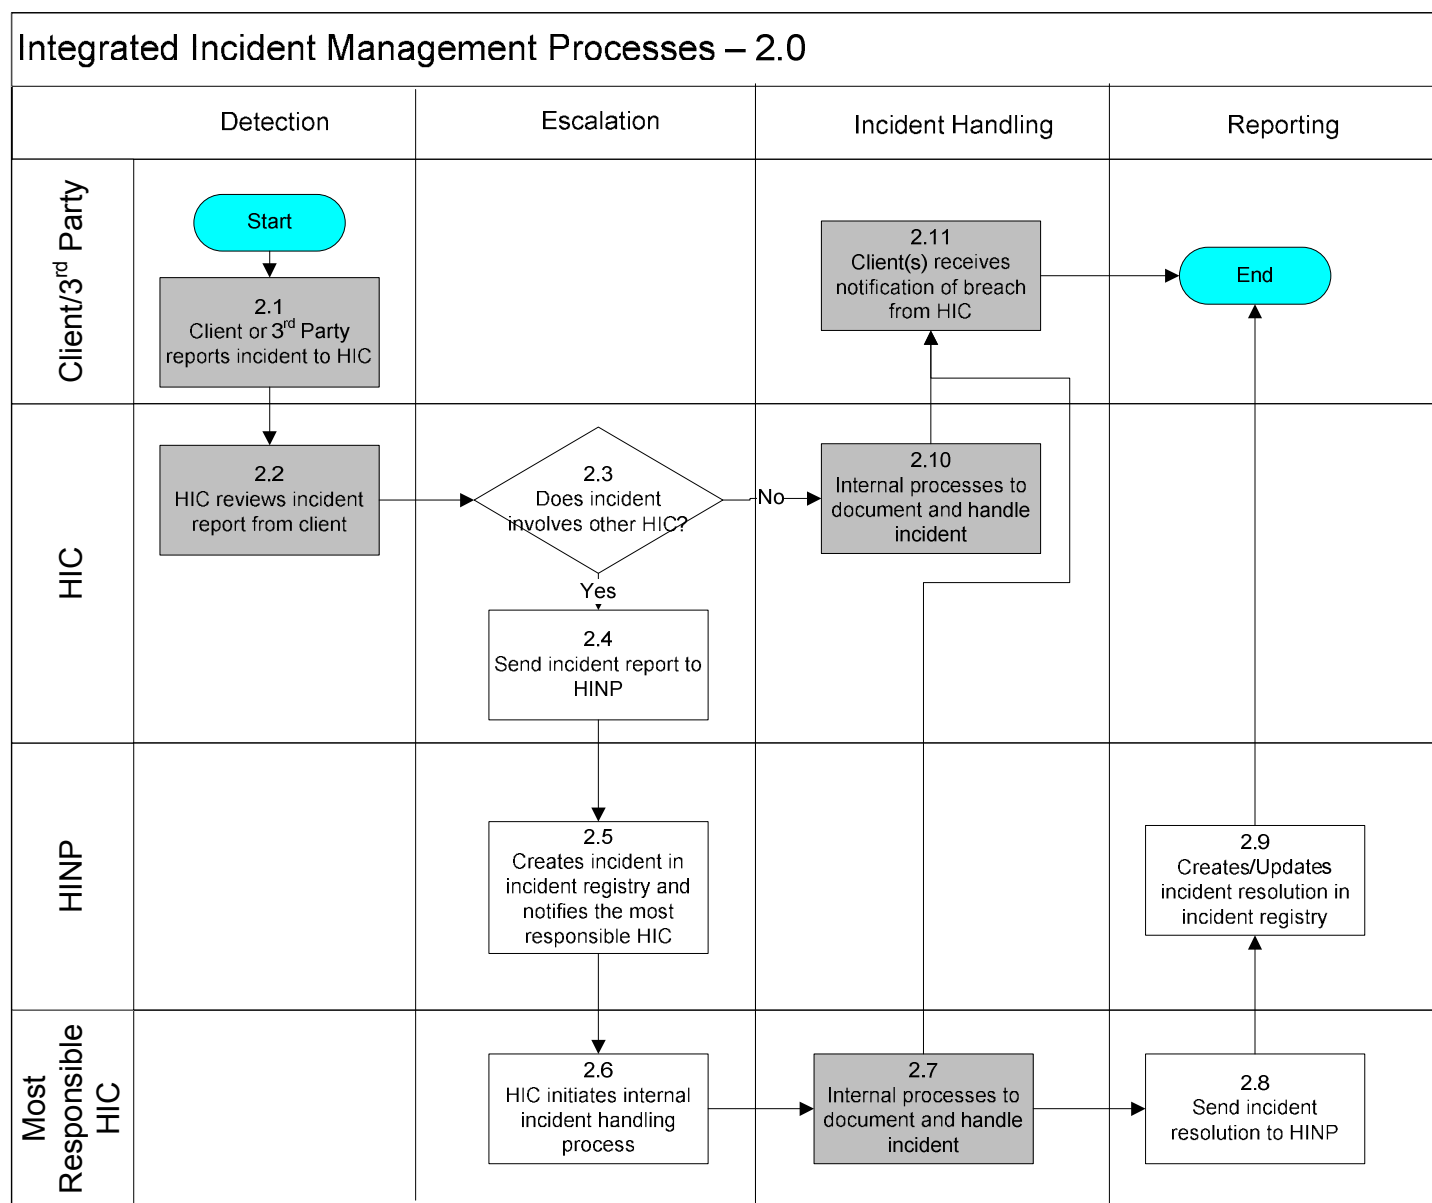 Integrated Incident Management Processes – 2.0
Detection
Escalation
Incident Handling
Reporting
Client/3rd Party
Start
2.1
Client or 3rd Party
reports incident to HIC
2.11
Client(s) receives
notification of breach
from HIC
End
HIC
2.2
HIC reviews incident
report from client
2.3
Does incident
involves other HIC?
No
2.10
Internal processes to
document and handle
incident
Yes
2.4
Send incident report to
HINP
HINP
2.5
Creates incident in
incident registry and
notifies the most
responsible HIC
2.9
Creates/Updates
incident resolution in
incident registry
Most
Responsible
HIC
2.6
HIC initiates internal
incident handling
process
2.7
Internal processes to
document and handle
incident
2.8
Send incident
resolution to HINP